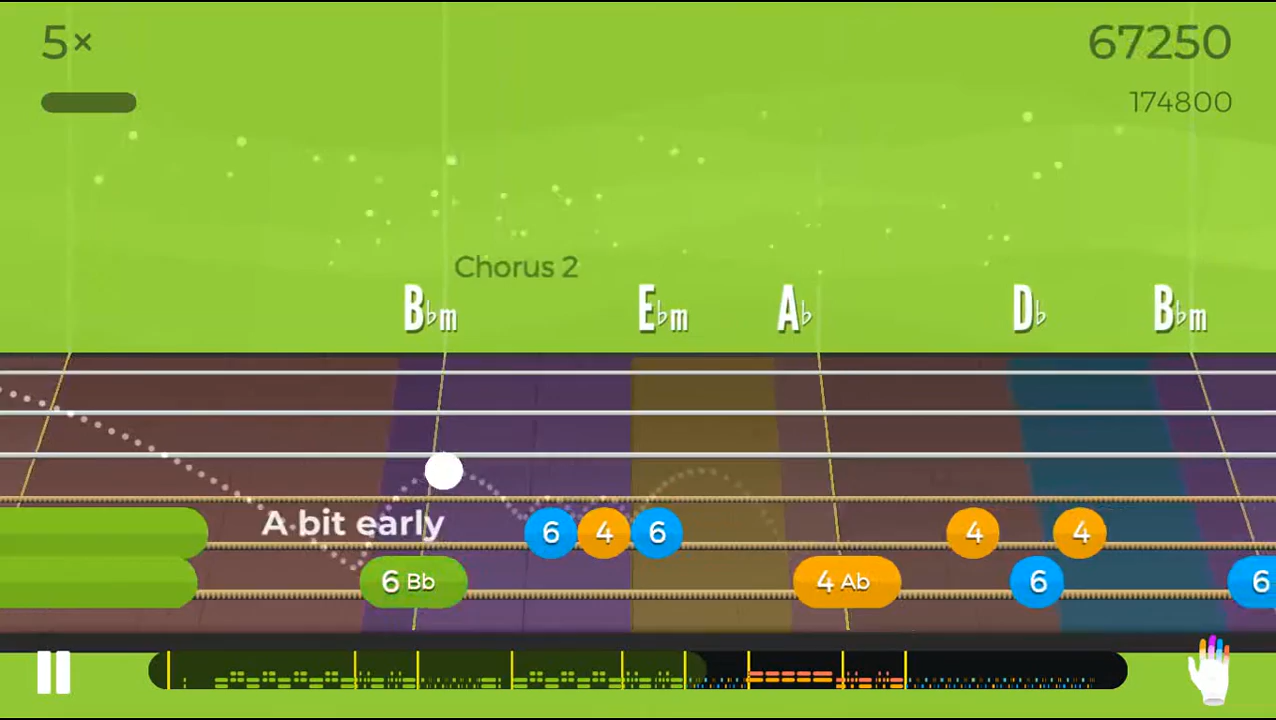 5×
67250
174800
Chorus 2
B♭m E♭m A♭ D♭ B♭m
A bit early
6 4 6 4 4
6 Bb 4 Ab 6 6